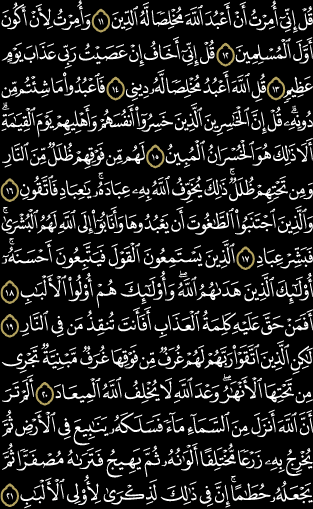 قُلْ إِنِّىٓ أُمِرْتُ أَنْ أَعْبُدَ ٱللَّهَ مُخْلِصًا لَّهُ ٱلدِّينَ ١١ وَأُمِرْتُ لِأَنْ أَكُونَ
أَوَّلَ ٱلْمُسْلِمِينَ ١٢ قُلْ إِنِّىٓ أَخَافُ إِنْ عَصَيْتُ رَبِّى عَذَابَ يَوْمٍ
عَظِيمٍ ١٣ قُلِ ٱللَّهَ أَعْبُدُ مُخْلِصًا لَّهُۥ دِينِى ١٤ فَٱعْبُدُوا۟ مَا شِئْتُم مِّن
دُونِهِۦ ۗ قُلْ إِنَّ ٱلْخَـٰسِرِينَ ٱلَّذِينَ خَسِرُوٓا۟ أَنفُسَهُمْ وَأَهْلِيهِمْ يَوْمَ ٱلْقِيَـٰمَةِ ۗ
أَلَا ذَٰلِكَ هُوَ ٱلْخُسْرَانُ ٱلْمُبِينُ ١٥ لَهُم مِّن فَوْقِهِمْ ظُلَلٌ مِّنَ ٱلنَّارِ
وَمِن تَحْتِهِمْ ظُلَلٌ ۚ ذَٰلِكَ يُخَوِّفُ ٱللَّهُ بِهِۦ عِبَادَهُۥ ۚ يَـٰعِبَادِ فَٱتَّقُونِ ١٦
وَٱلَّذِينَ ٱجْتَنَبُوا۟ ٱلطَّـٰغُوتَ أَن يَعْبُدُوهَا وَأَنَابُوٓا۟ إِلَى ٱللَّهِ لَهُمُ ٱلْبُشْرَىٰ ۚ
فَبَشِّرْ عِبَادِ ١٧ ٱلَّذِينَ يَسْتَمِعُونَ ٱلْقَوْلَ فَيَتَّبِعُونَ أَحْسَنَهُۥٓ ۚ
أُو۟لَـٰٓئِكَ ٱلَّذِينَ هَدَىٰهُمُ ٱللَّهُ ۖ وَأُو۟لَـٰٓئِكَ هُمْ أُو۟لُوا۟ ٱلْأَلْبَـٰبِ ١٨
أَفَمَنْ حَقَّ عَلَيْهِ كَلِمَةُ ٱلْعَذَابِ أَفَأَنتَ تُنقِذُ مَن فِى ٱلنَّارِ ١٩
لَـٰكِنِ ٱلَّذِينَ ٱتَّقَوْا۟ رَبَّهُمْ لَهُمْ غُرَفٌ مِّن فَوْقِهَا غُرَفٌ مَّبْنِيَّةٌ تَجْرِى
مِن تَحْتِهَا ٱلْأَنْهَـٰرُ ۖ وَعْدَ ٱللَّهِ ۖ لَا يُخْلِفُ ٱللَّهُ ٱلْمِيعَادَ ٢٠ أَلَمْ تَرَ
أَنَّ ٱللَّهَ أَنزَلَ مِنَ ٱلسَّمَآءِ مَآءً فَسَلَكَهُۥ يَنَـٰبِيعَ فِى ٱلْأَرْضِ ثُمَّ
يُخْرِجُ بِهِۦ زَرْعًا مُّخْتَلِفًا أَلْوَٰنُهُۥ ثُمَّ يَهِيجُ فَتَرَىٰهُ مُصْفَرًّا ثُمَّ
يَجْعَلُهُۥ حُطَـٰمًا ۚ إِنَّ فِى ذَٰلِكَ لَذِكْرَىٰ لِأُو۟لِى ٱلْأَلْبَـٰبِ ٢١